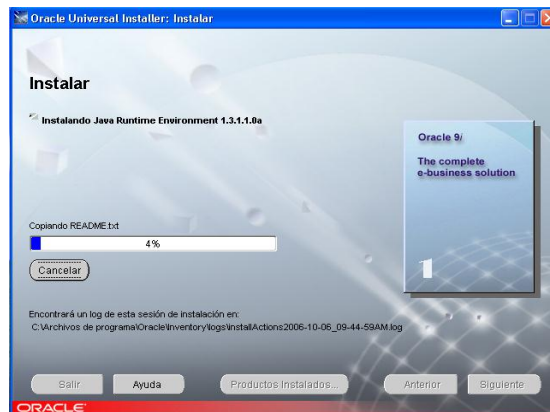 Oracle Universal Installer: Instalar
Instalar
Instalando Java Runtime Environment 1.3.1.1.0a
Oracle 9i
The complete
e-business solution
1
Copiando README.txt
4%
Cancelar
Encontrará un log de esta sesión de instalación en:
C:\Archivos de programa\Oracle\Inventory\logs\installActions2006-10-06_09-44-59AM.log
Salir
Ayuda
Productos Instalados...
Anterior
Siguiente
ORACLE